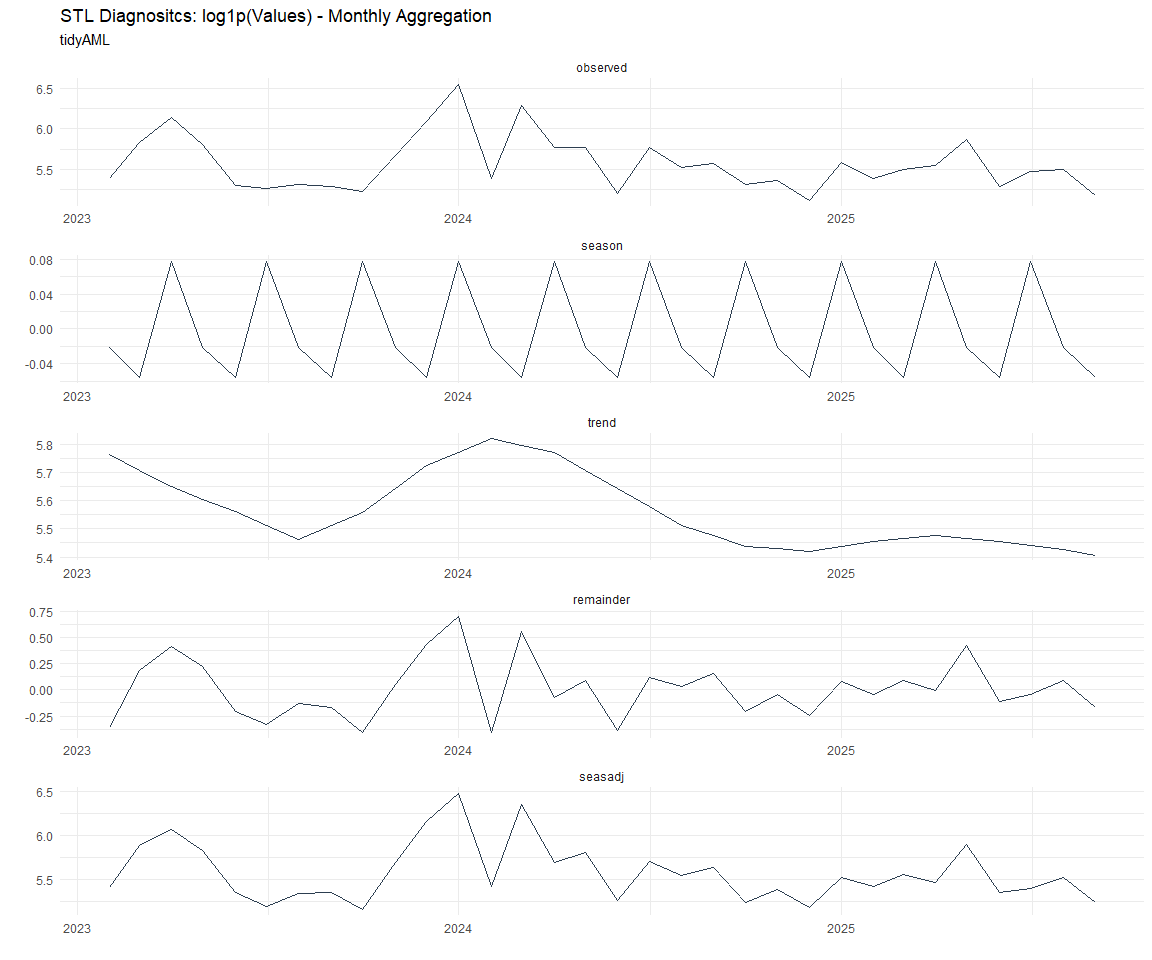 STL Diagnositcs: log1p(Values) - Monthly Aggregation
tidyAML
observed
6.5
6.0
5.5
2023 2024 2025
season
0.08
0.04
0.00
-0.04
2023 2024 2025
trend
5.8
5.7
5.6
5.5
5.4
2023 2024 2025
remainder
0.75
0.50
0.25
0.00
-0.25
2023 2024 2025
seasadj
6.5
6.0
5.5
2023 2024 2025